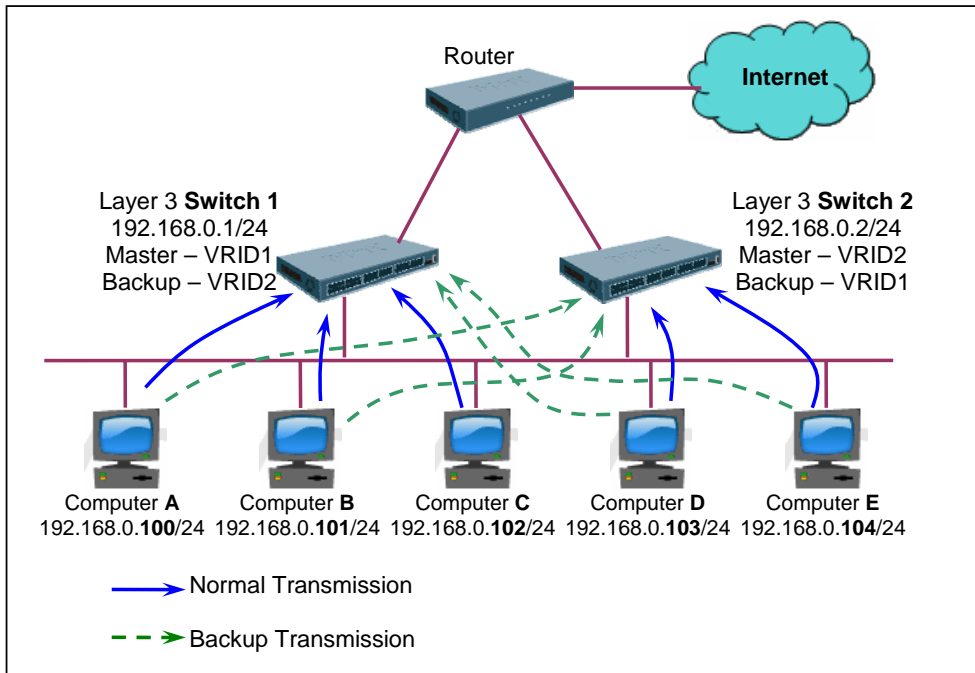 Router
Internet
Layer 3 Switch 1
192.168.0.1/24
Master – VRID1
Backup – VRID2
Layer 3 Switch 2
192.168.0.2/24
Master – VRID2
Backup – VRID1
Computer A
192.168.0.100/24
Computer B
192.168.0.101/24
Computer C
192.168.0.102/24
Computer D
192.168.0.103/24
Computer E
192.168.0.104/24
Normal Transmission
Backup Transmission